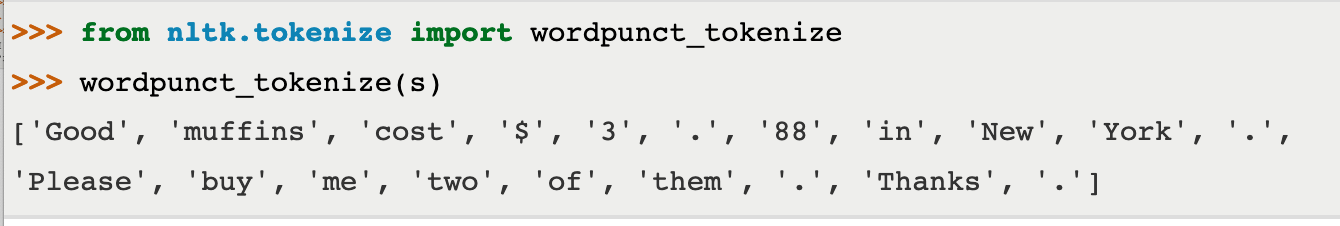 >>> from nltk.tokenize import wordpunct_tokenize
>>> wordpunct_tokenize(s)
['Good', 'muffins', 'cost', '$', '3', '.', '88', 'in', 'New', 'York', '.',
'Please', 'buy', 'me', 'two', 'of', 'them', '.', 'Thanks', '.']